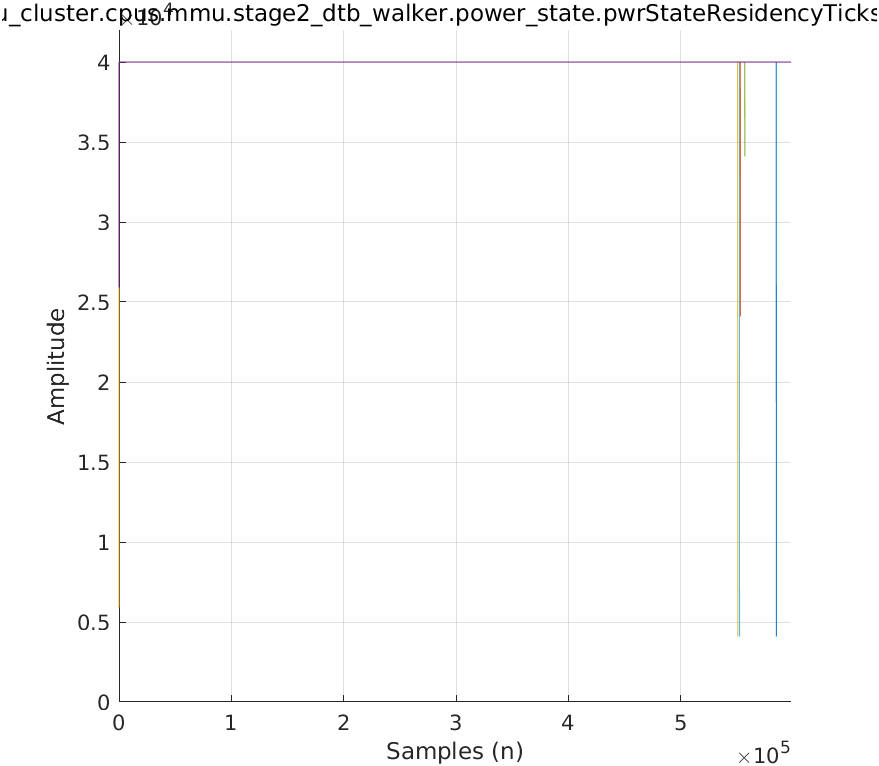 u_cluster.cpus.mmu.stage2_dtb_walker.power_state.pwrStateResidencyTicks
×10⁴
4
3.5
3
2.5
2
1.5
1
0.5
0
Amplitude
0 1 2 3 4 5
Samples (n)
×10⁵